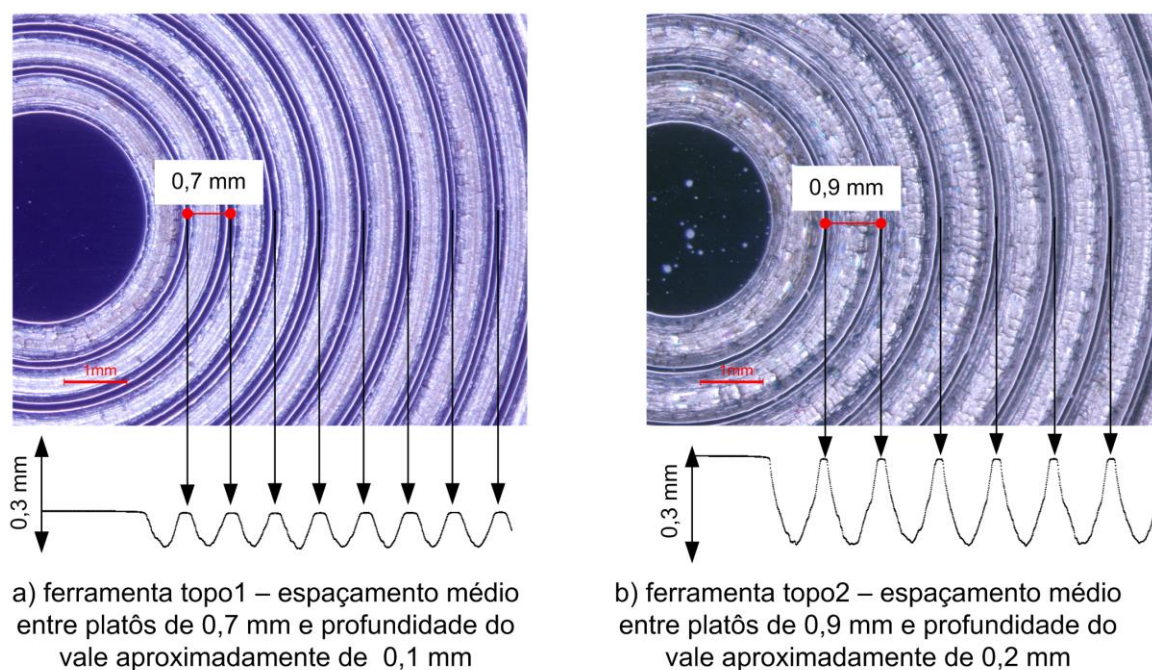 0,7 mm
1mm
0,3 mm
a) ferramenta topo1 – espaçamento médio
entre platôs de 0,7 mm e profundidade do
vale aproximadamente de 0,1 mm
0,9 mm
1mm
0,3 mm
b) ferramenta topo2 – espaçamento médio
entre platôs de 0,9 mm e profundidade do
vale aproximadamente de 0,2 mm